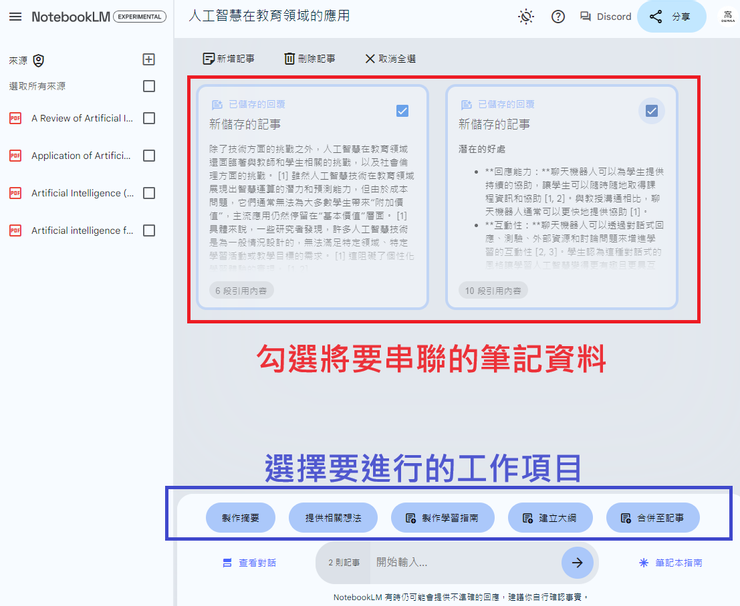 NotebookLM EXPERIMENTAL
人工智慧在教育領域的應用
Discord
分享
來源
選取所有來源
A Review of Artificial I...
Application of Artifici...
Artificial Intelligence (...
Artificial intelligence f...
新增記事
刪除記事
取消全選
已儲存的回應
新儲存的記事
除了技術方面的挑戰之外，人工智慧在教育領域
還面臨著與教師和學生相關的挑戰，以及社會倫
理方面的挑戰。 [1] 雖然人工智慧技術在教育領域
展現出智慧運算的潛力和預測能力，但由於成本
問題，它們通常無法為大多數學生帶來“附加價
值”，主流應用仍然停留在“基本價值”層面。 [1]
具體來說，一些研究者發現，許多人工智慧技術
是為一般情況設計的，無法滿足特定領域、特定
學習活動或教學目標的需求。 [1] 這阻礙了個性化
6 段引用內容
已儲存的回應
新儲存的記事
潛在的好處
**回應能力：**聊天機器人可以為學生提供
持續的協助，讓學生可以隨時隨地取得課
程資訊和協助 [1, 2]。與教授溝通相比，聊
天機器人通常可以更快地提供協助 [1]。
**互動性：**聊天機器人可以透過對話式回
應、測驗、外部資源和討論問題來增進學
習的互動性 [2, 3]。學生認為這種對話式的
10 段引用內容
勾選將要串聯的筆記資料
選擇要進行的工作項目
製作摘要
提供相關想法
製作學習指南
建立大綱
合併至記事
查看對話
2 則記事
開始輸入...
筆記本指南
NotebookLM 有時仍可能會提供不準確的回應，建議你自行確認事實。